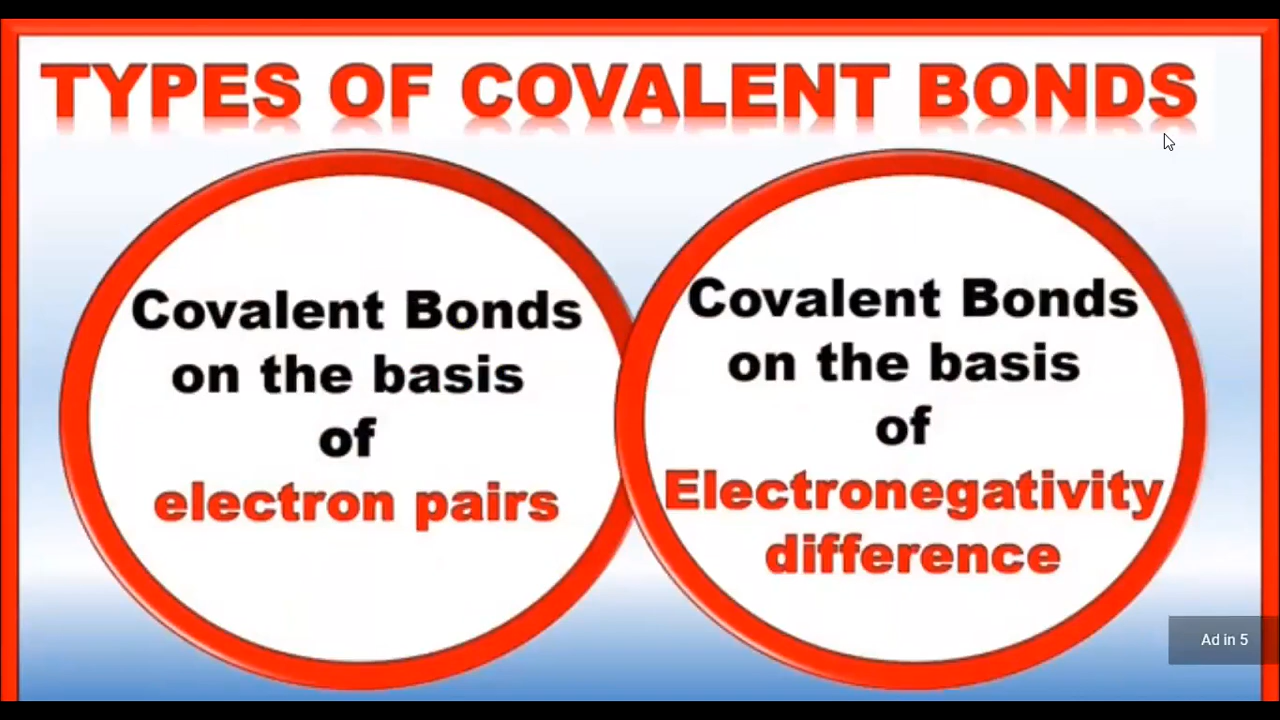 TYPES OF COVALENT BONDS
Covalent Bonds
on the basis
of
electron pairs
Covalent Bonds
on the basis
of
Electronegativity
difference
Ad in 5